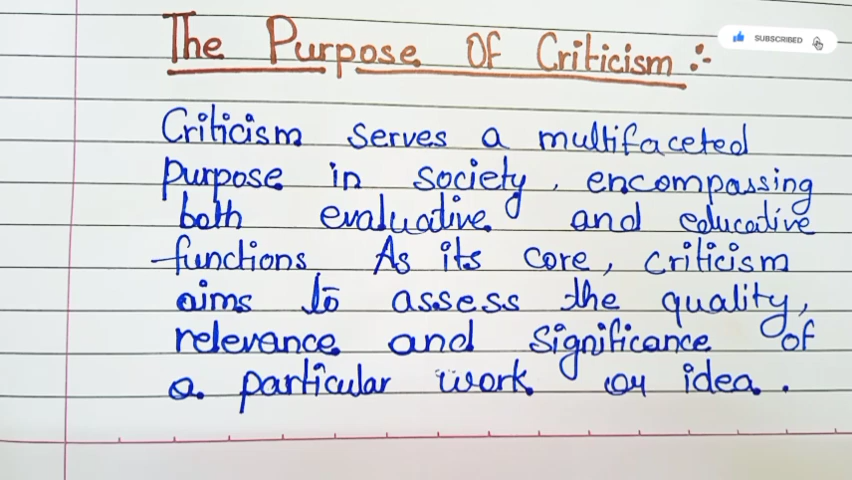 The Purpose Of Criticism :-
SUBSCRIBED
Criticism serves a multifaceted
purpose in society, encompassing
both evaluative and educative
functions. As its core, criticism
aims to assess the quality,
relevance and significance of
a particular work or idea.